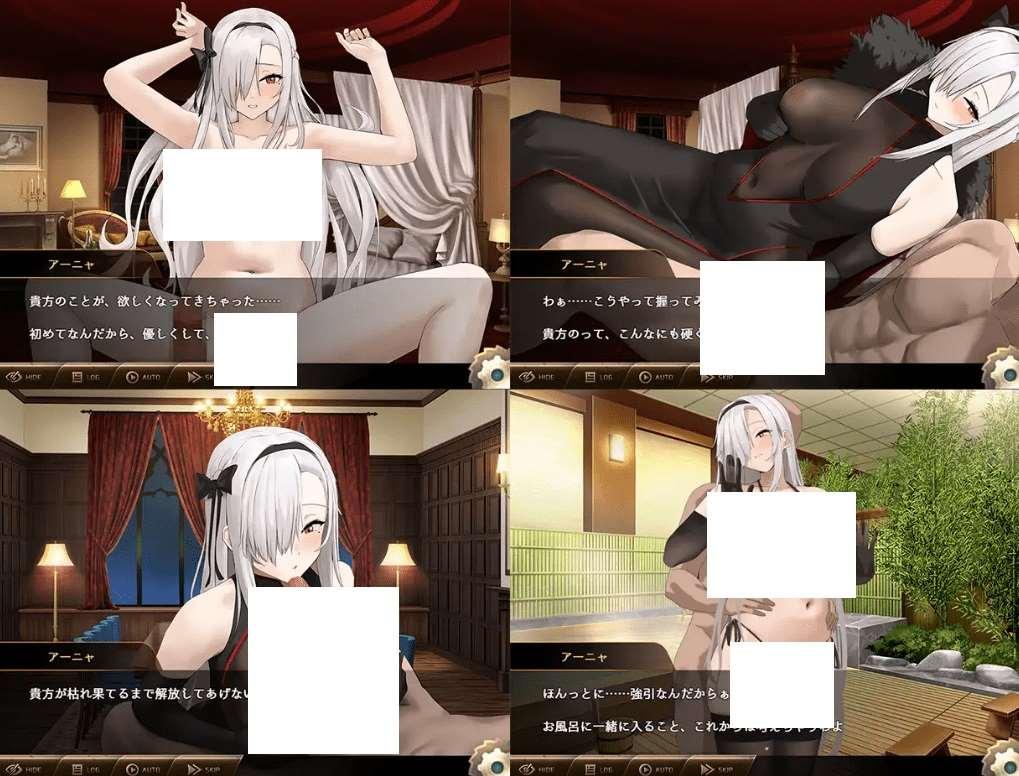 アーニャ
貴方のことが、欲しくなってきちゃった……
初めてなんだから、優しくして、
HIDE LOG AUTO
アーニャ
わぁ……こうやって握って
貴方のって、こんなにも硬
HIDE LOG AUTO SKIP
アーニャ
貴方が枯れ果てるまで解放してあげな
HIDE LOG AUTO SKIP
アーニャ
ほんっとに……強引なんだからぁ
お風呂に一緒に入ること、これか
HIDE LOG AUTO SKIP